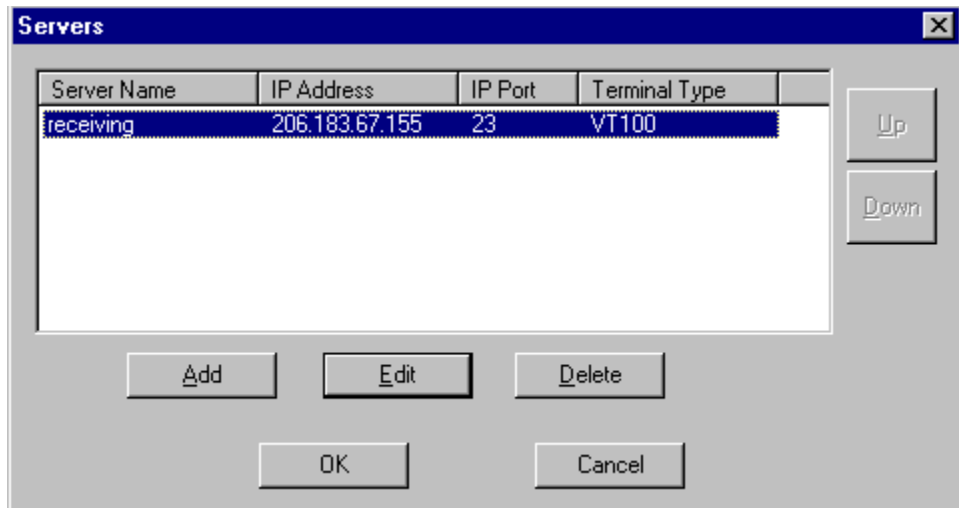 Servers
Server Name IP Address IP Port Terminal Type
receiving 206.183.67.155 23 VT100
Up
Down
Add Edit Delete
OK Cancel